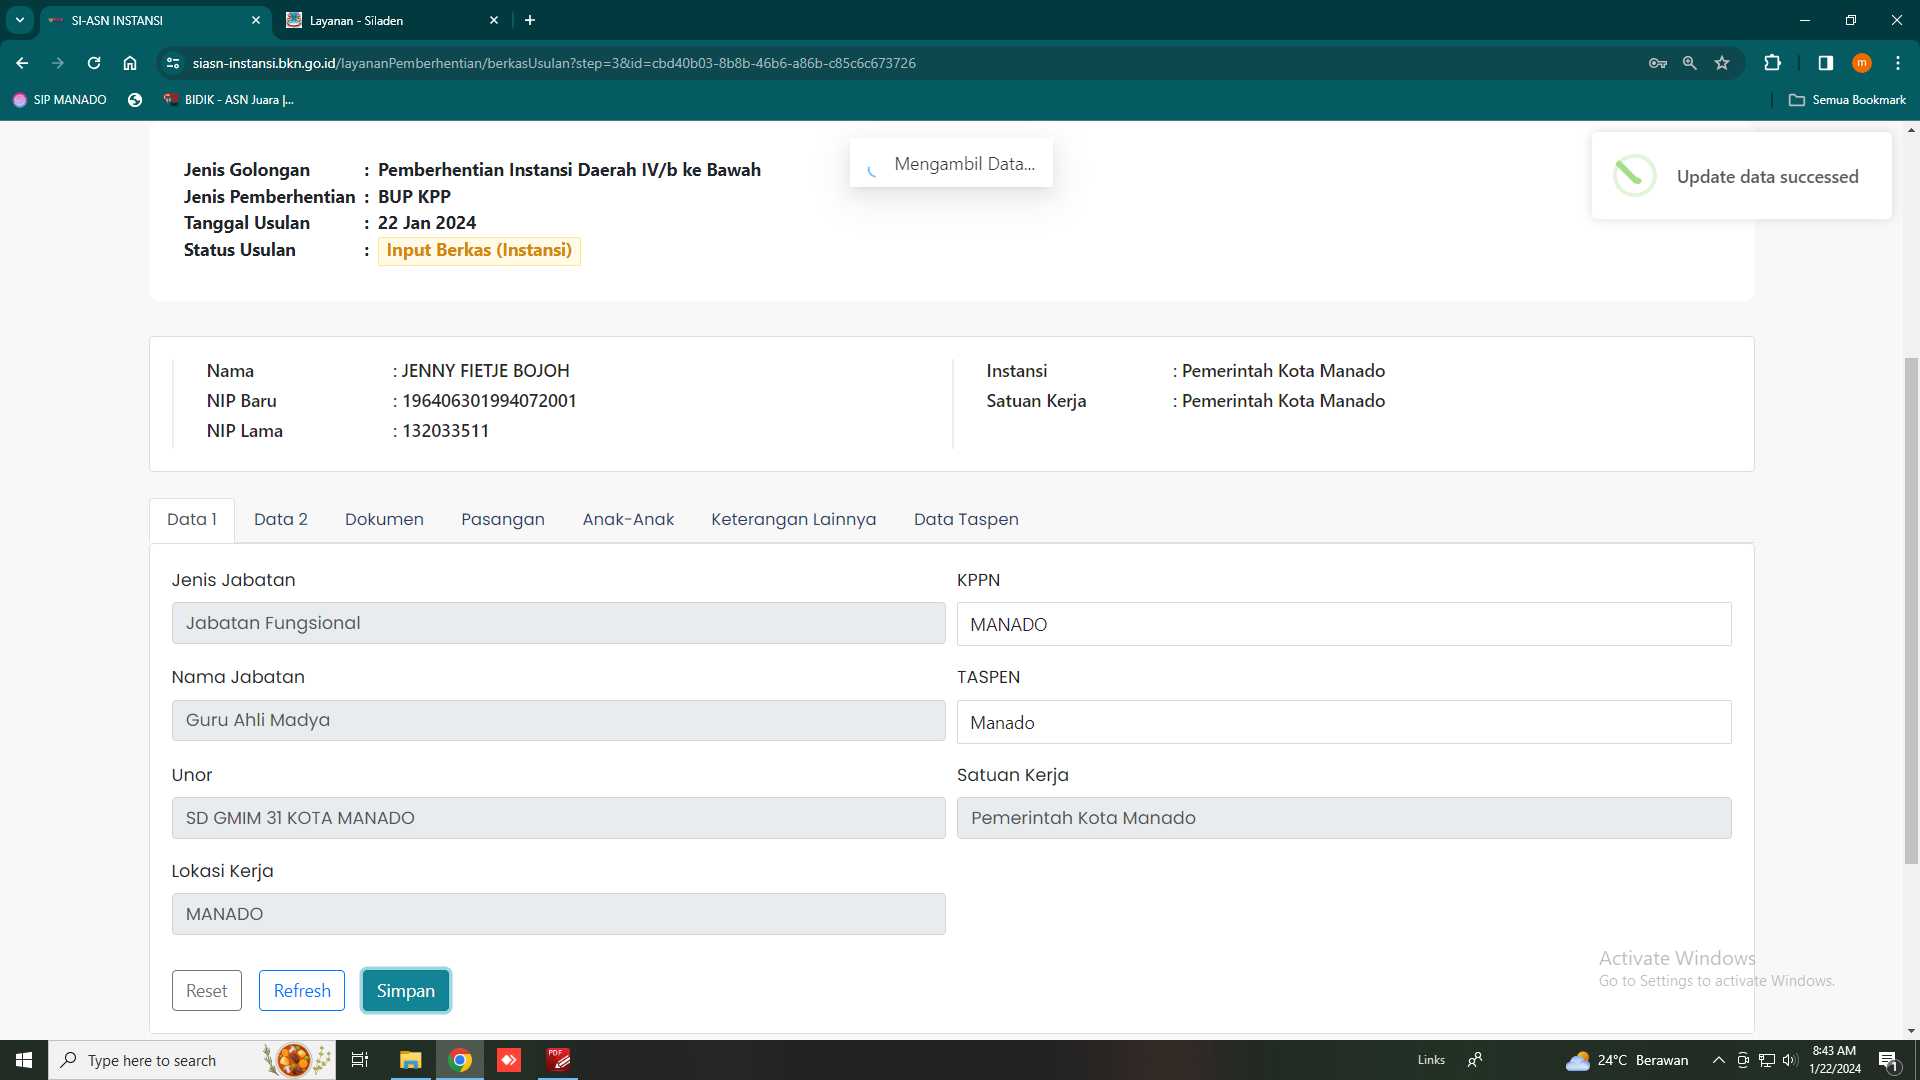 SI-ASN INSTANSI
Layanan - Siladen
siasn-instansi.bkn.go.id/layananPemberhentian/berkasUsulan?step=3&id=cbd40b03-8b8b-46b6-a86b-c85c6c673726
m
SIP MANADO
BIDIK - ASN Juara |...
Semua Bookmark
Jenis Golongan : Pemberhentian Instansi Daerah IV/b ke Bawah
Jenis Pemberhentian : BUP KPP
Tanggal Usulan : 22 Jan 2024
Status Usulan : Input Berkas (Instansi)
Mengambil Data...
Update data successed
Nama : JENNY FIETJE BOJOH
NIP Baru : 196406301994072001
NIP Lama : 132033511
Instansi : Pemerintah Kota Manado
Satuan Kerja : Pemerintah Kota Manado
Data 1 Data 2 Dokumen Pasangan Anak-Anak Keterangan Lainnya Data Taspen
Jenis Jabatan
Jabatan Fungsional
KPPN
MANADO
Nama Jabatan
Guru Ahli Madya
TASPEN
Manado
Unor
SD GMIM 31 KOTA MANADO
Satuan Kerja
Pemerintah Kota Manado
Lokasi Kerja
MANADO
Reset Refresh Simpan
Activate Windows
Go to Settings to activate Windows.
Type here to search
PDF
Links
24°C Berawan
8:43 AM
1/22/2024
1